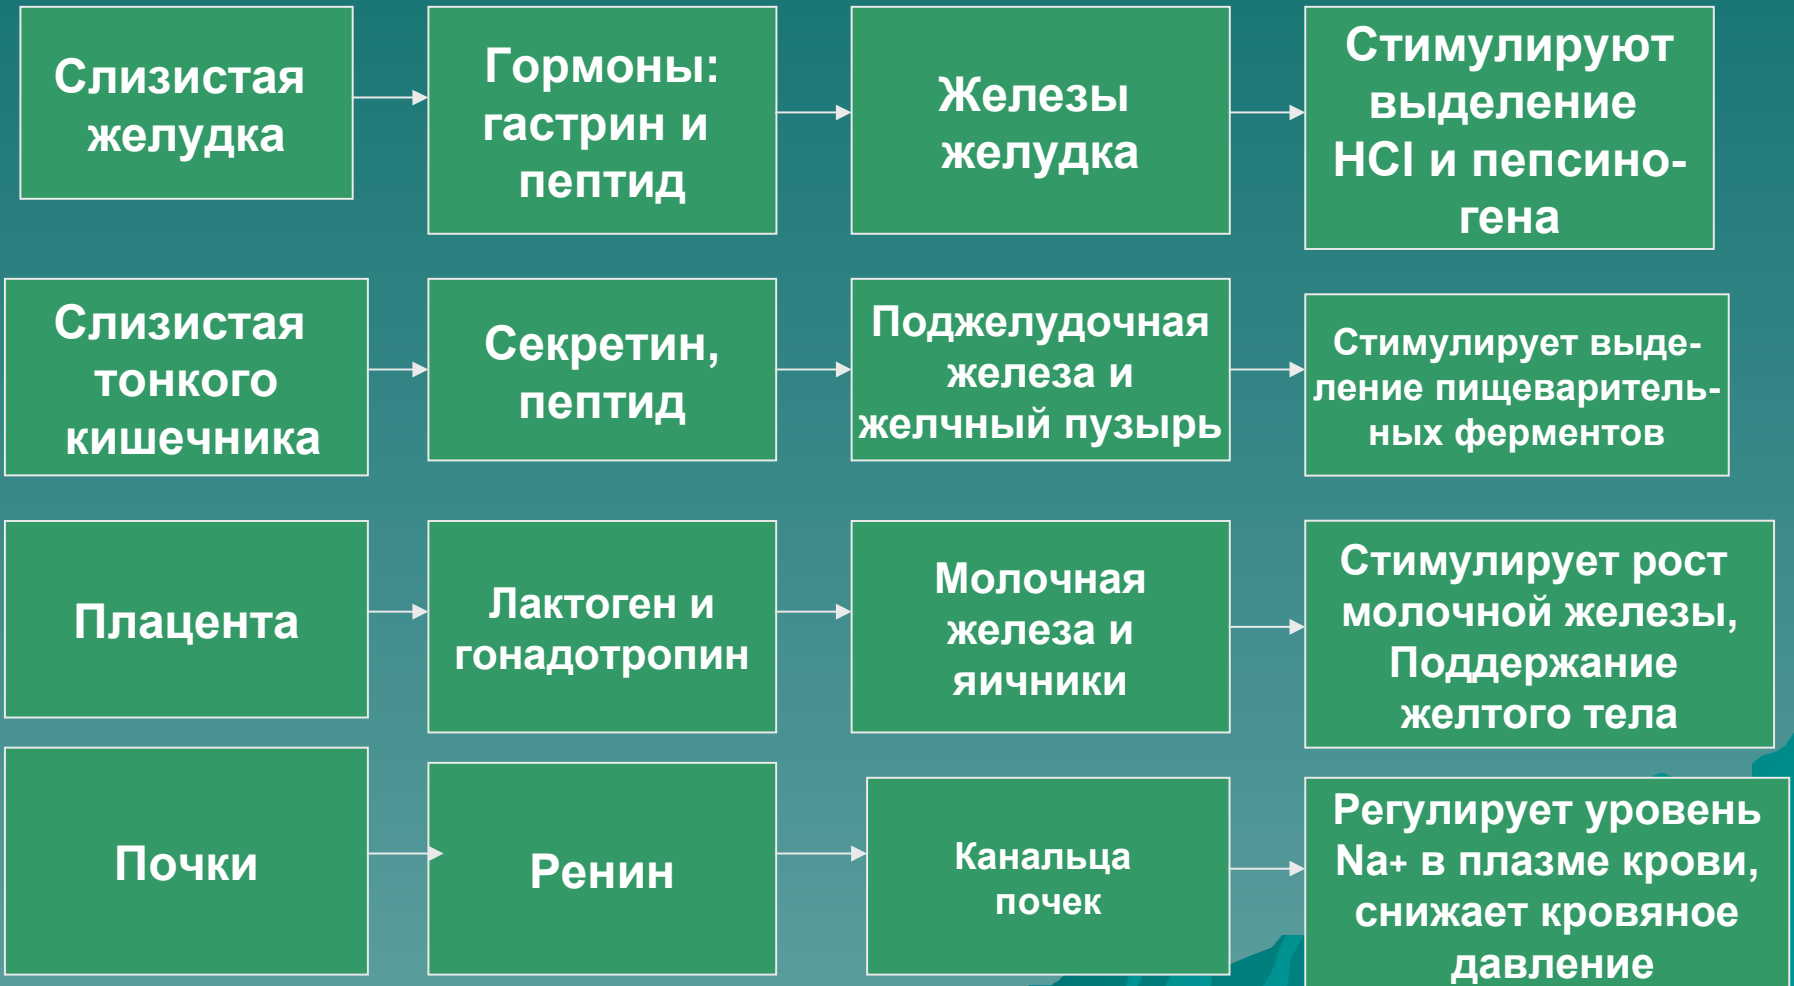 Слизистая
желудка
Гормоны:
гастрин и
пептид
Железы
желудка
Стимулируют
выделение
HCl и пепсино-
гена
Слизистая
тонкого
кишечника
Секретин,
пептид
Поджелудочная
железа и
желчный пузырь
Стимулирует выде-
ление пищеваритель-
ных ферментов
Плацента
Лактоген и
гонадотропин
Молочная
железа и
яичники
Стимулирует рост
молочной железы,
Поддержание
желтого тела
Почки
Ренин
Канальца
почек
Регулирует уровень
Na+ в плазме крови,
снижает кровяное
давление